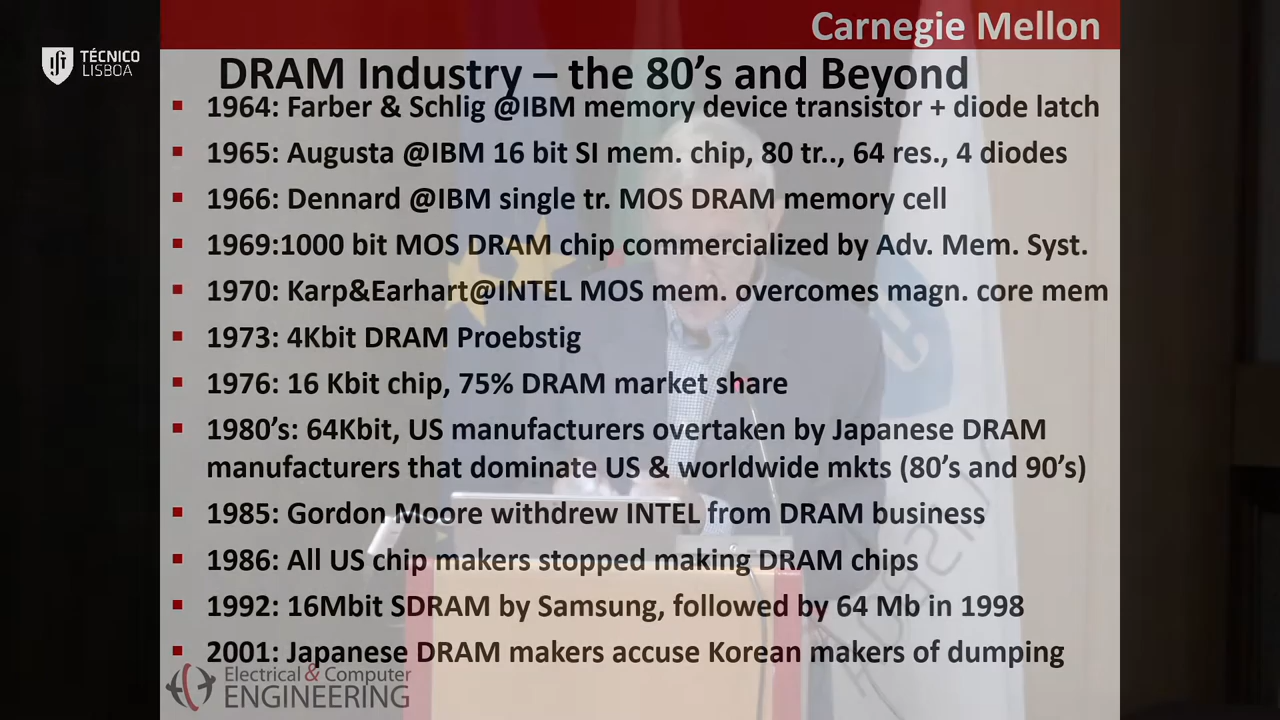 Carnegie Mellon
TÉCNICO
LISBOA
DRAM Industry – the 80's and Beyond
1964: Farber & Schlig @IBM memory device transistor + diode latch
1965: Augusta @IBM 16 bit SI mem. chip, 80 tr.., 64 res., 4 diodes
1966: Dennard @IBM single tr. MOS DRAM memory cell
1969:1000 bit MOS DRAM chip commercialized by Adv. Mem. Syst.
1970: Karp&Earhart@INTEL MOS mem. overcomes magn. core mem
1973: 4Kbit DRAM Proebstig
1976: 16 Kbit chip, 75% DRAM market share
1980's: 64Kbit, US manufacturers overtaken by Japanese DRAM
manufacturers that dominate US & worldwide mkts (80's and 90's)
1985: Gordon Moore withdrew INTEL from DRAM business
1986: All US chip makers stopped making DRAM chips
1992: 16Mbit SDRAM by Samsung, followed by 64 Mb in 1998
2001: Japanese DRAM makers accuse Korean makers of dumping
Electrical & Computer
ENGINEERING